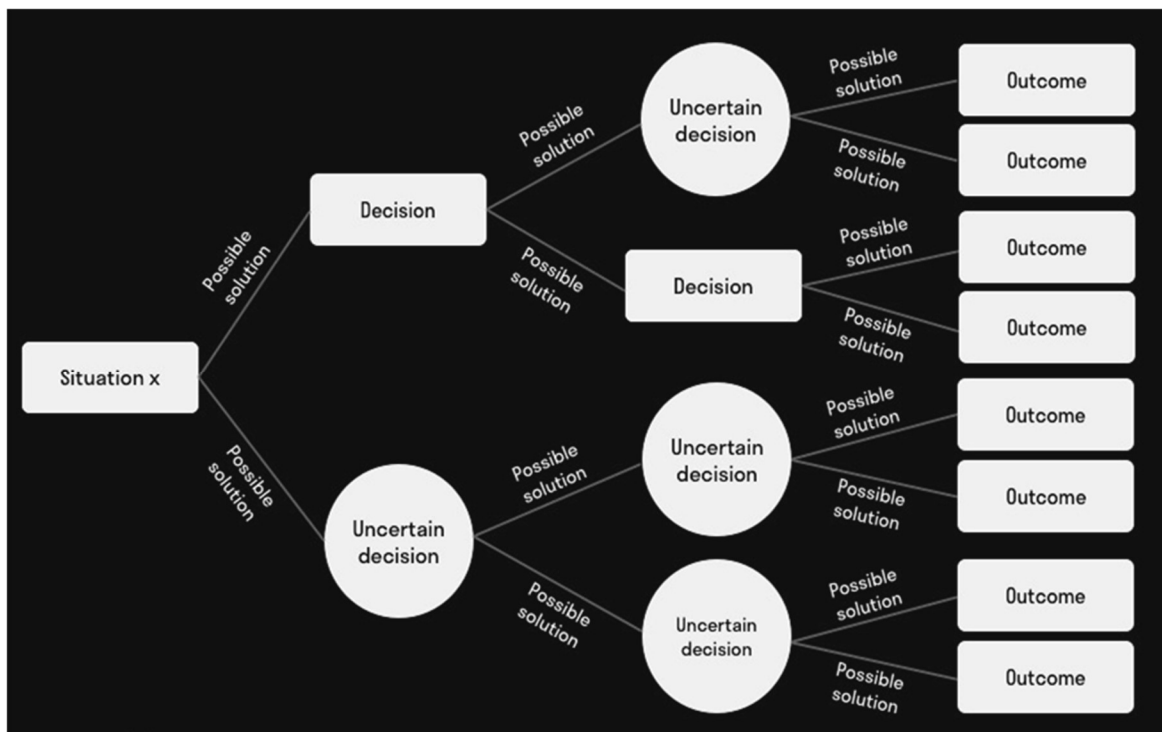 Situation x
Possible
solution
Possible
solution
Decision
Uncertain
decision
Possible
solution
Possible
solution
Possible
solution
Possible
solution
Uncertain
decision
Decision
Uncertain
decision
Uncertain
decision
Possible
solution
Possible
solution
Possible
solution
Possible
solution
Possible
solution
Possible
solution
Possible
solution
Possible
solution
Outcome
Outcome
Outcome
Outcome
Outcome
Outcome
Outcome
Outcome